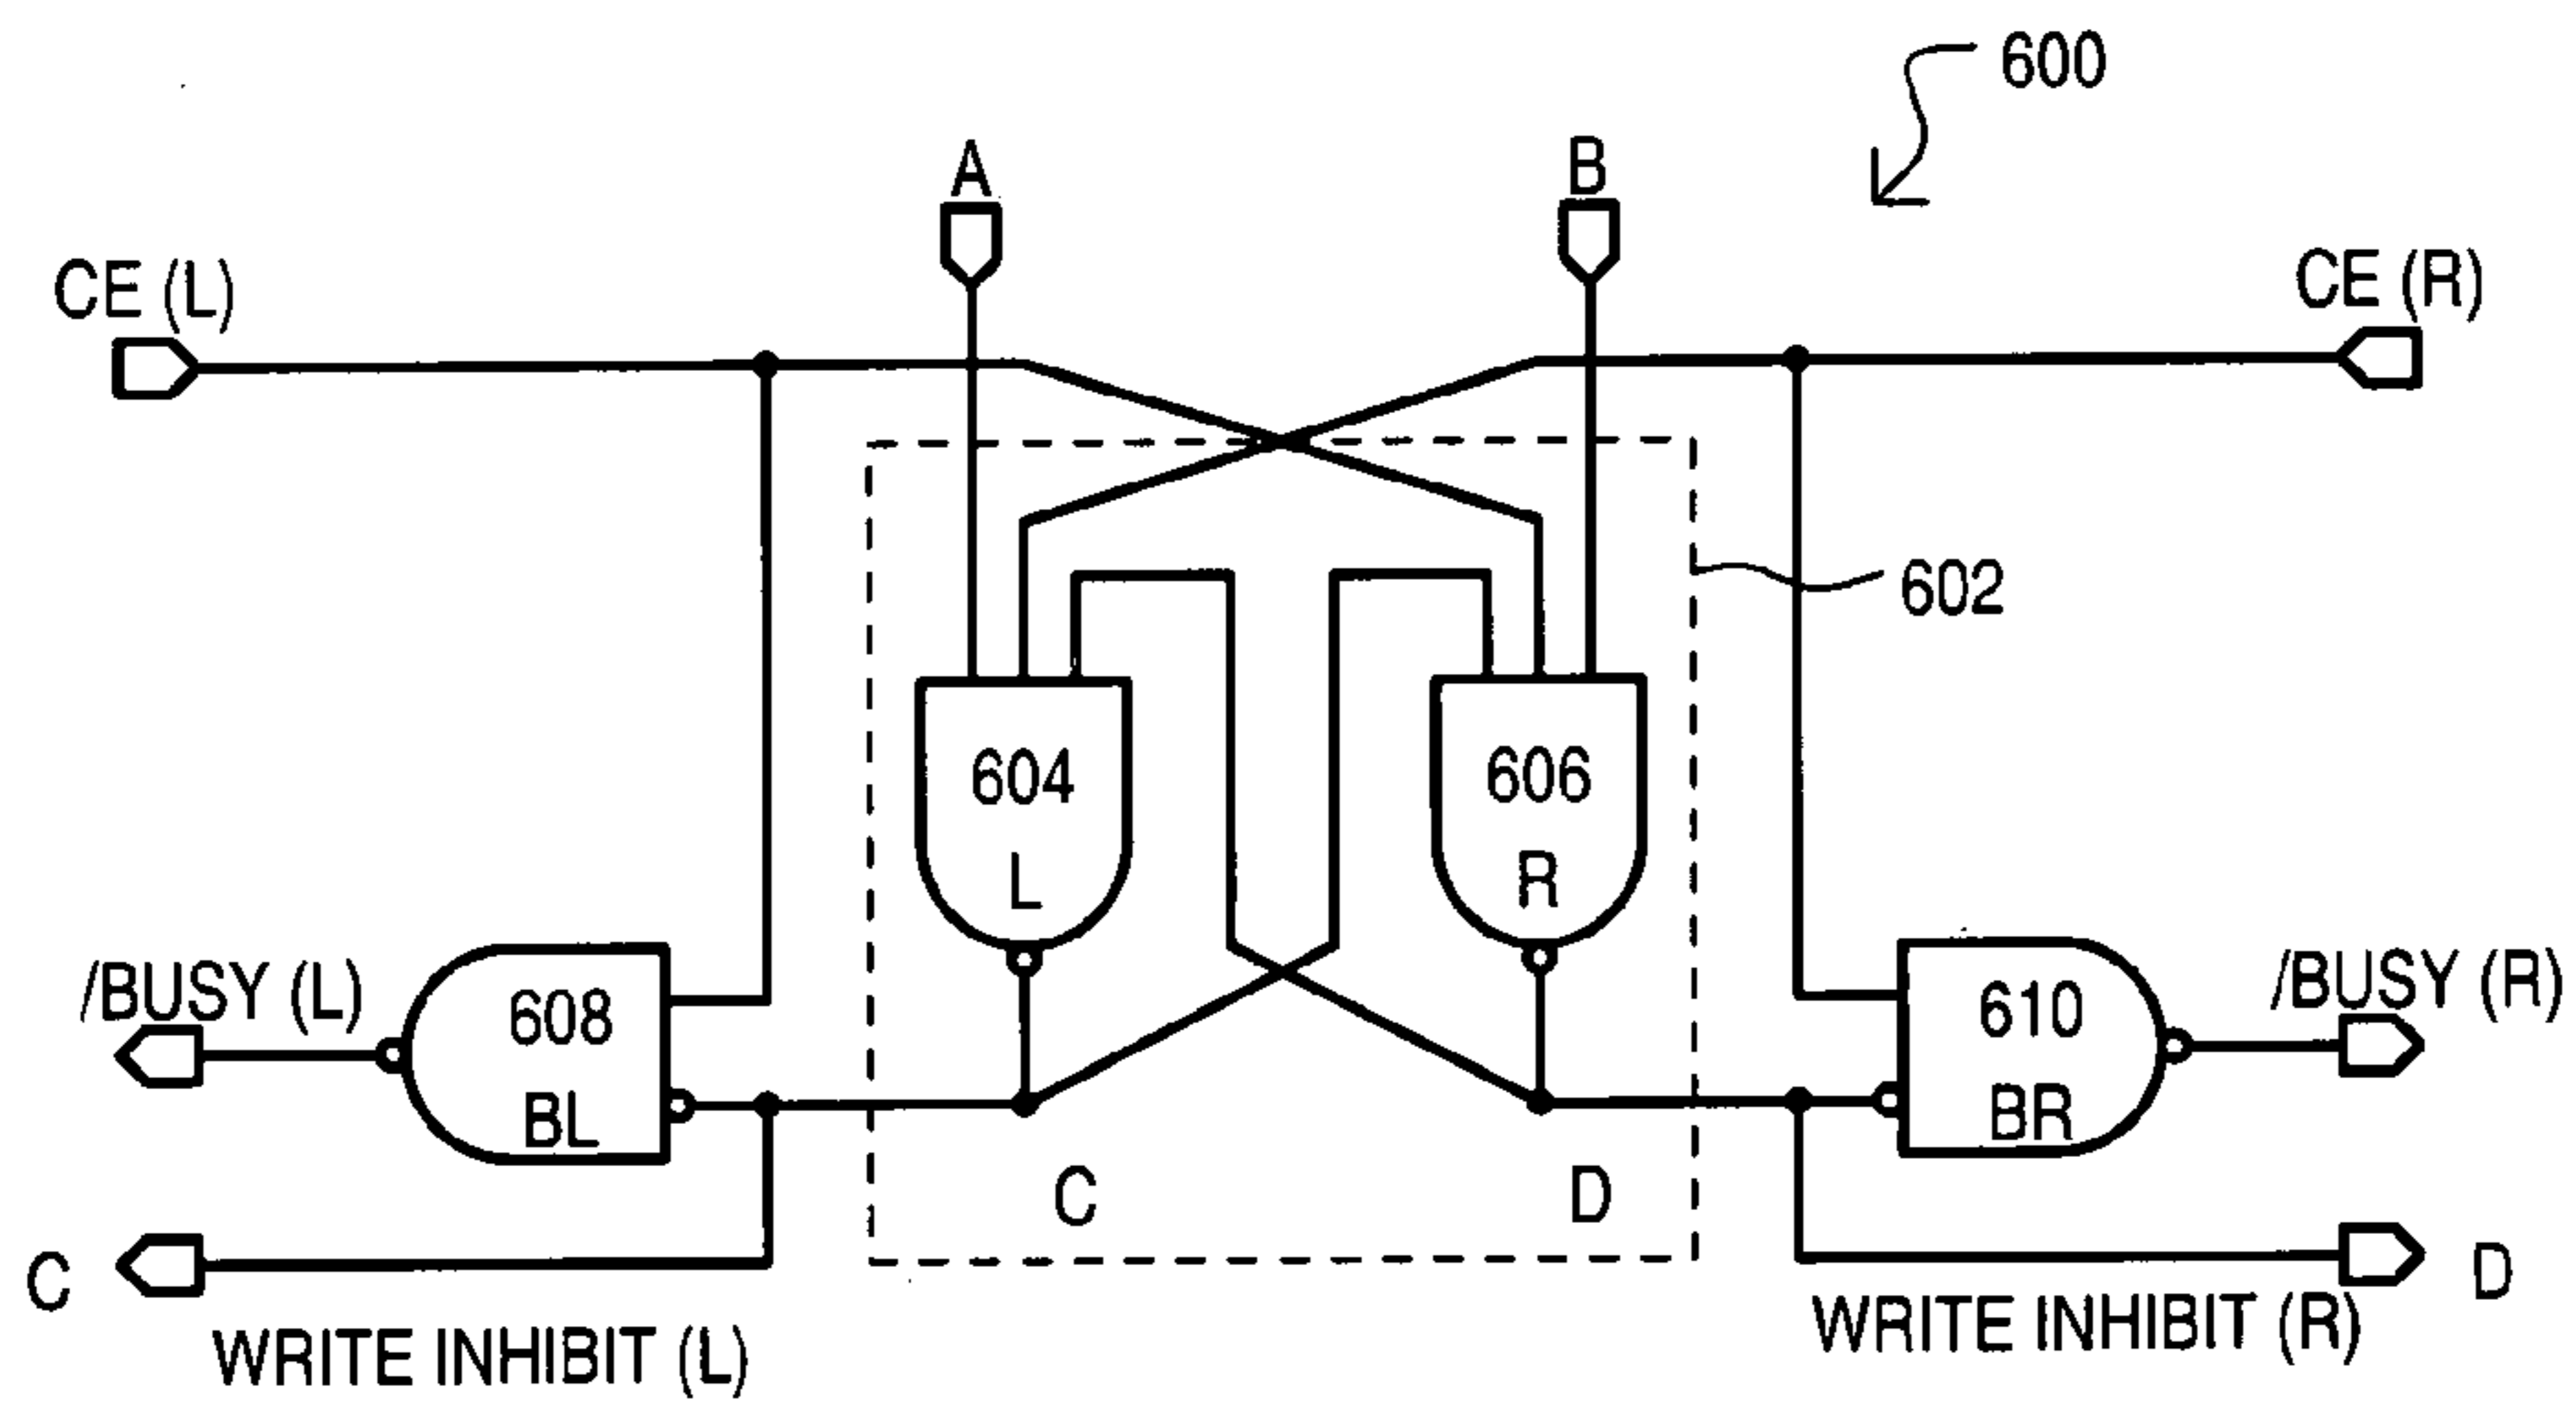 600
A
B
CE (L)
CE (R)
602
604
L
606
R
/BUSY (L)
608
BL
610
BR
/BUSY (R)
C
D
C
D
WRITE INHIBIT (L)
WRITE INHIBIT (R)